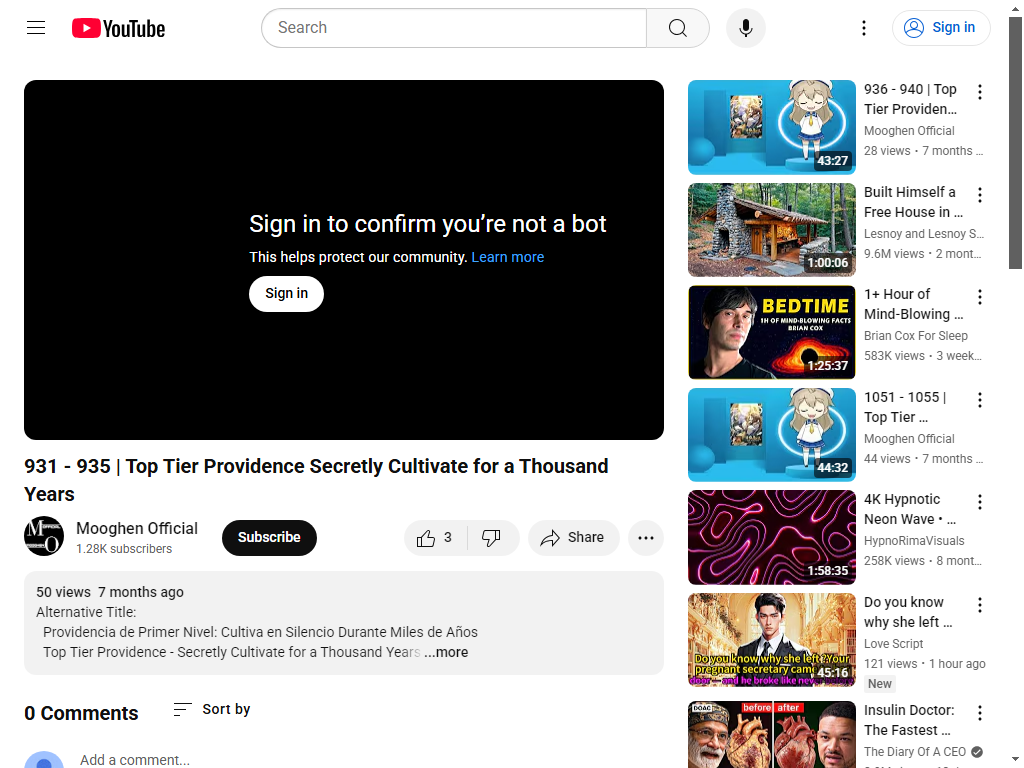 YouTube
Search
Sign in
Sign in to confirm you’re not a bot
This helps protect our community. Learn more
Sign in
931 - 935 | Top Tier Providence Secretly Cultivate for a Thousand
Years
Mooghen Official
1.28K subscribers
Subscribe
3
Share
50 views 7 months ago
Alternative Title:
Providencia de Primer Nivel: Cultiva en Silencio Durante Miles de Años
Top Tier Providence - Secretly Cultivate for a Thousand Years ...more
0 Comments
Sort by
Add a comment...
43:27
936 - 940 | Top
Tier Providen...
Mooghen Official
28 views • 7 months ...
1:00:06
Built Himself a
Free House in ...
Lesnoy and Lesnoy S...
9.6M views • 2 mont...
BEDTIME
1H OF MIND-BLOWING FACTS
BRIAN COX
1:25:37
1+ Hour of
Mind-Blowing ...
Brian Cox For Sleep
583K views • 3 week...
44:32
1051 - 1055 |
Top Tier ...
Mooghen Official
44 views • 7 months ...
1:58:35
4K Hypnotic
Neon Wave • ...
HypnoRimaVisuals
258K views • 8 mont...
Do you know why she left? Your
pregnant secretary cam
door — and he broke like nev
45:16
Do you know
why she left ...
Love Script
121 views • 1 hour ago
New
DOAC
before after
Insulin Doctor:
The Fastest ...
The Diary Of A CEO